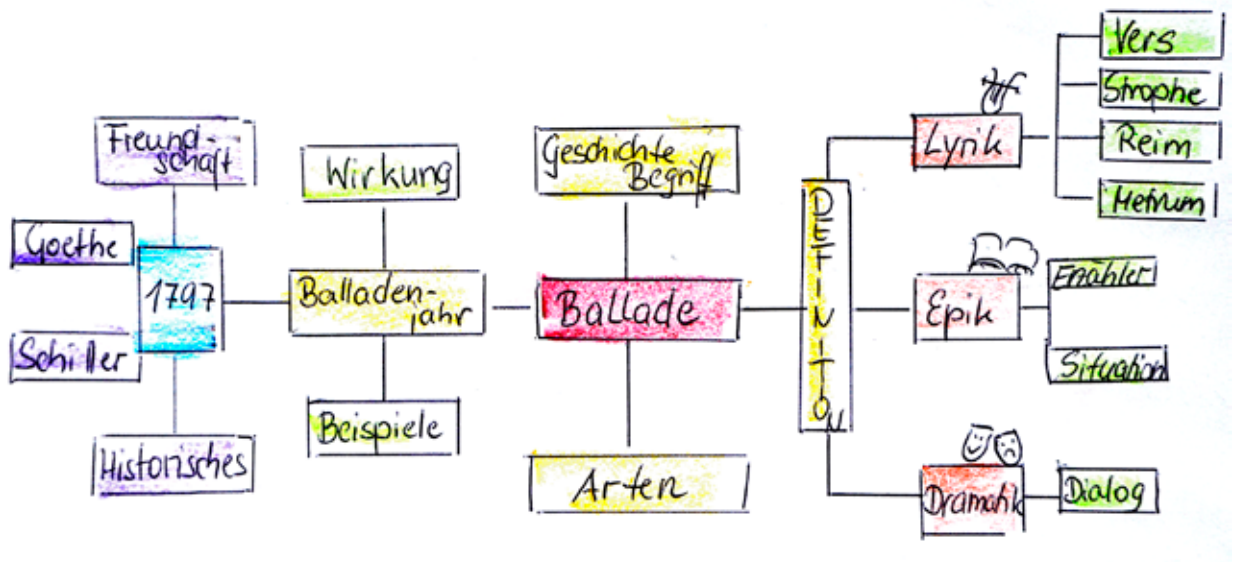 Freund-
schaft
Goethe
1797
Schiller
Historisches
Wirkung
Balladen-
jahr
Beispiele
Geschichte
Begriff
Ballade
Arten
DEFINITION
Lyrik
Vers
Strophe
Reim
Metrum
Epik
Erzähler
Situation
Dramatik
Dialog